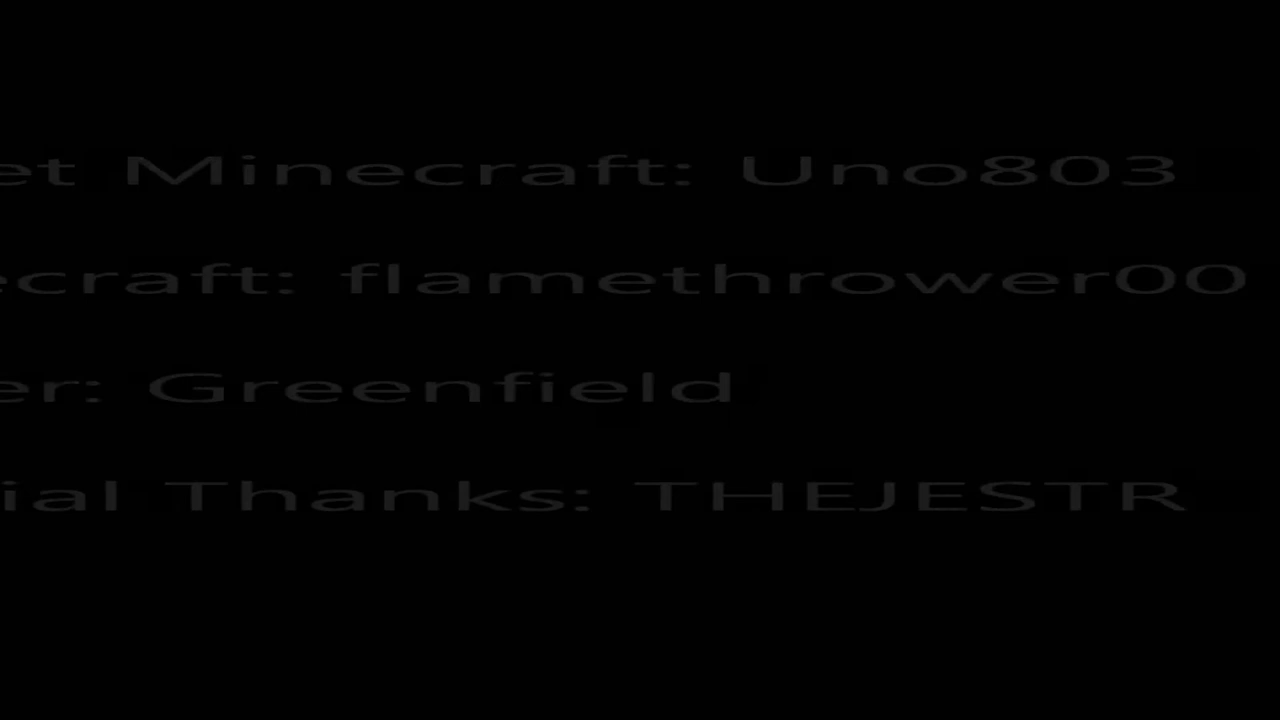 et Minecraft: Uno803
ecraft: flamethrower00
er: Greenfield
ial Thanks: THEJESTR